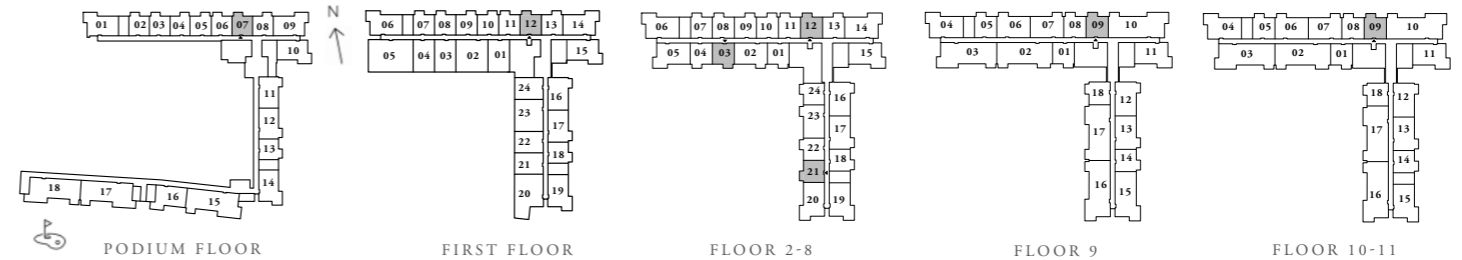 01 02 03 04 05 06 07 08 09
10
11
12
13
14
18 17 16 15
PODIUM FLOOR
N
06 07 08 09 10 11 12 13 14
05 04 03 02 01 15
24 16
23
17
22
18
21
20 19
FIRST FLOOR
06 07 08 09 10 11 12 13 14
05 04 03 02 01 15
24 16
23
17
22
18
21
20 19
FLOOR 2-8
04 05 06 07 08 09 10
03 02 01 11
18 12
17 13
14
16 15
FLOOR 9
04 05 06 07 08 09 10
03 02 01 11
18 12
17 13
14
16 15
FLOOR 10-11